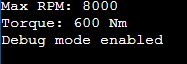 Max RPM: 8000
Torque: 600 Nm
Debug mode enabled